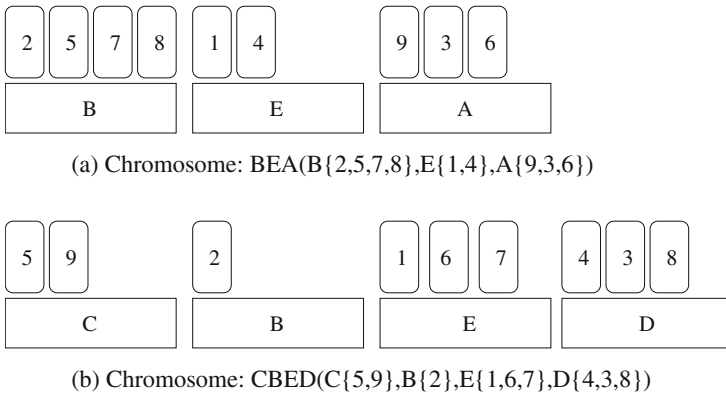 2 5 7 8 1 4 9 3 6
B E A
(a) Chromosome: BEA(B{2,5,7,8},E{1,4},A{9,3,6})
5 9 2 1 6 7 4 3 8
C B E D
(b) Chromosome: CBED(C{5,9},B{2},E{1,6,7},D{4,3,8})